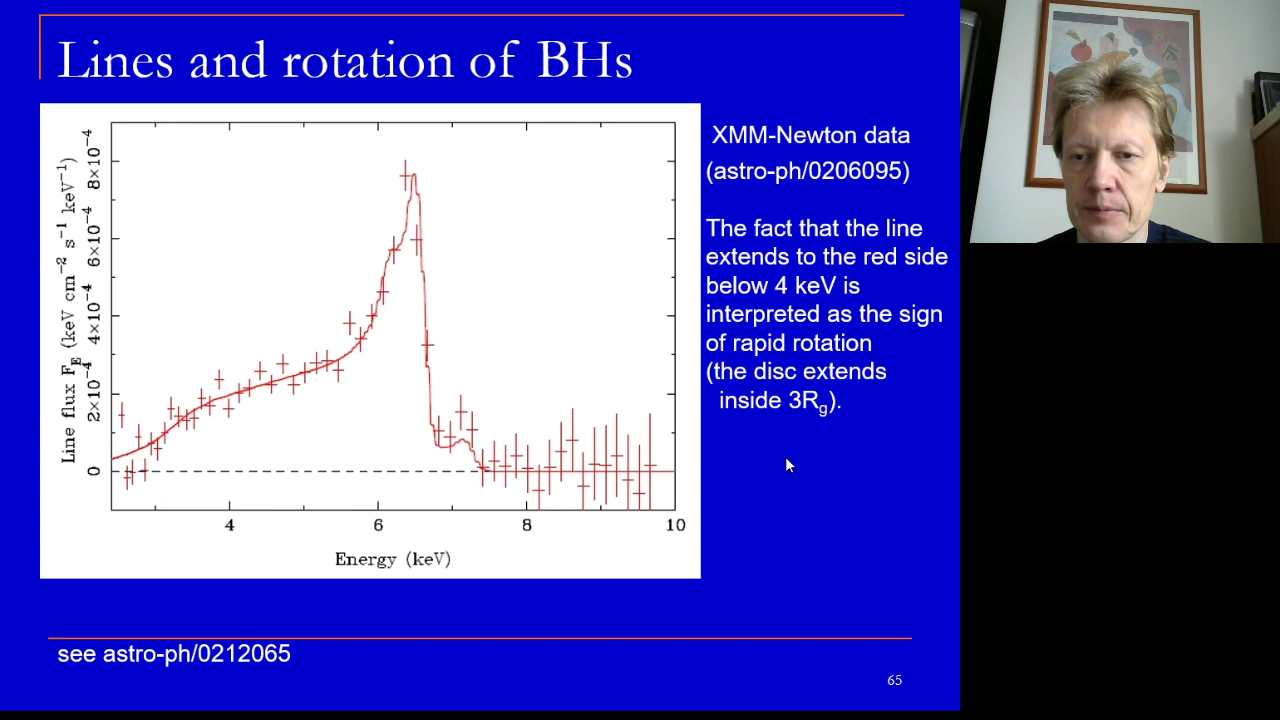 Lines and rotation of BHs
Line flux F_E (keV cm⁻² s⁻¹ keV⁻¹)
8×10⁻⁴
6×10⁻⁴
4×10⁻⁴
2×10⁻⁴
0
4 6 8 10
Energy (keV)
XMM-Newton data
(astro-ph/0206095)
The fact that the line
extends to the red side
below 4 keV is
interpreted as the sign
of rapid rotation
(the disc extends
inside 3R_g).
see astro-ph/0212065
65